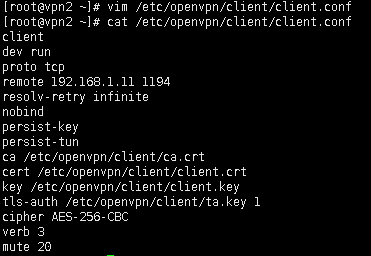 [root@vpn2 ~]# vim /etc/openvpn/client/client.conf
[root@vpn2 ~]# cat /etc/openvpn/client/client.conf
client
dev run
proto tcp
remote 192.168.1.11 1194
resolv-retry infinite
nobind
persist-key
persist-tun
ca /etc/openvpn/client/ca.crt
cert /etc/openvpn/client/client.crt
key /etc/openvpn/client/client.key
tls-auth /etc/openvpn/client/ta.key 1
cipher AES-256-CBC
verb 3
mute 20